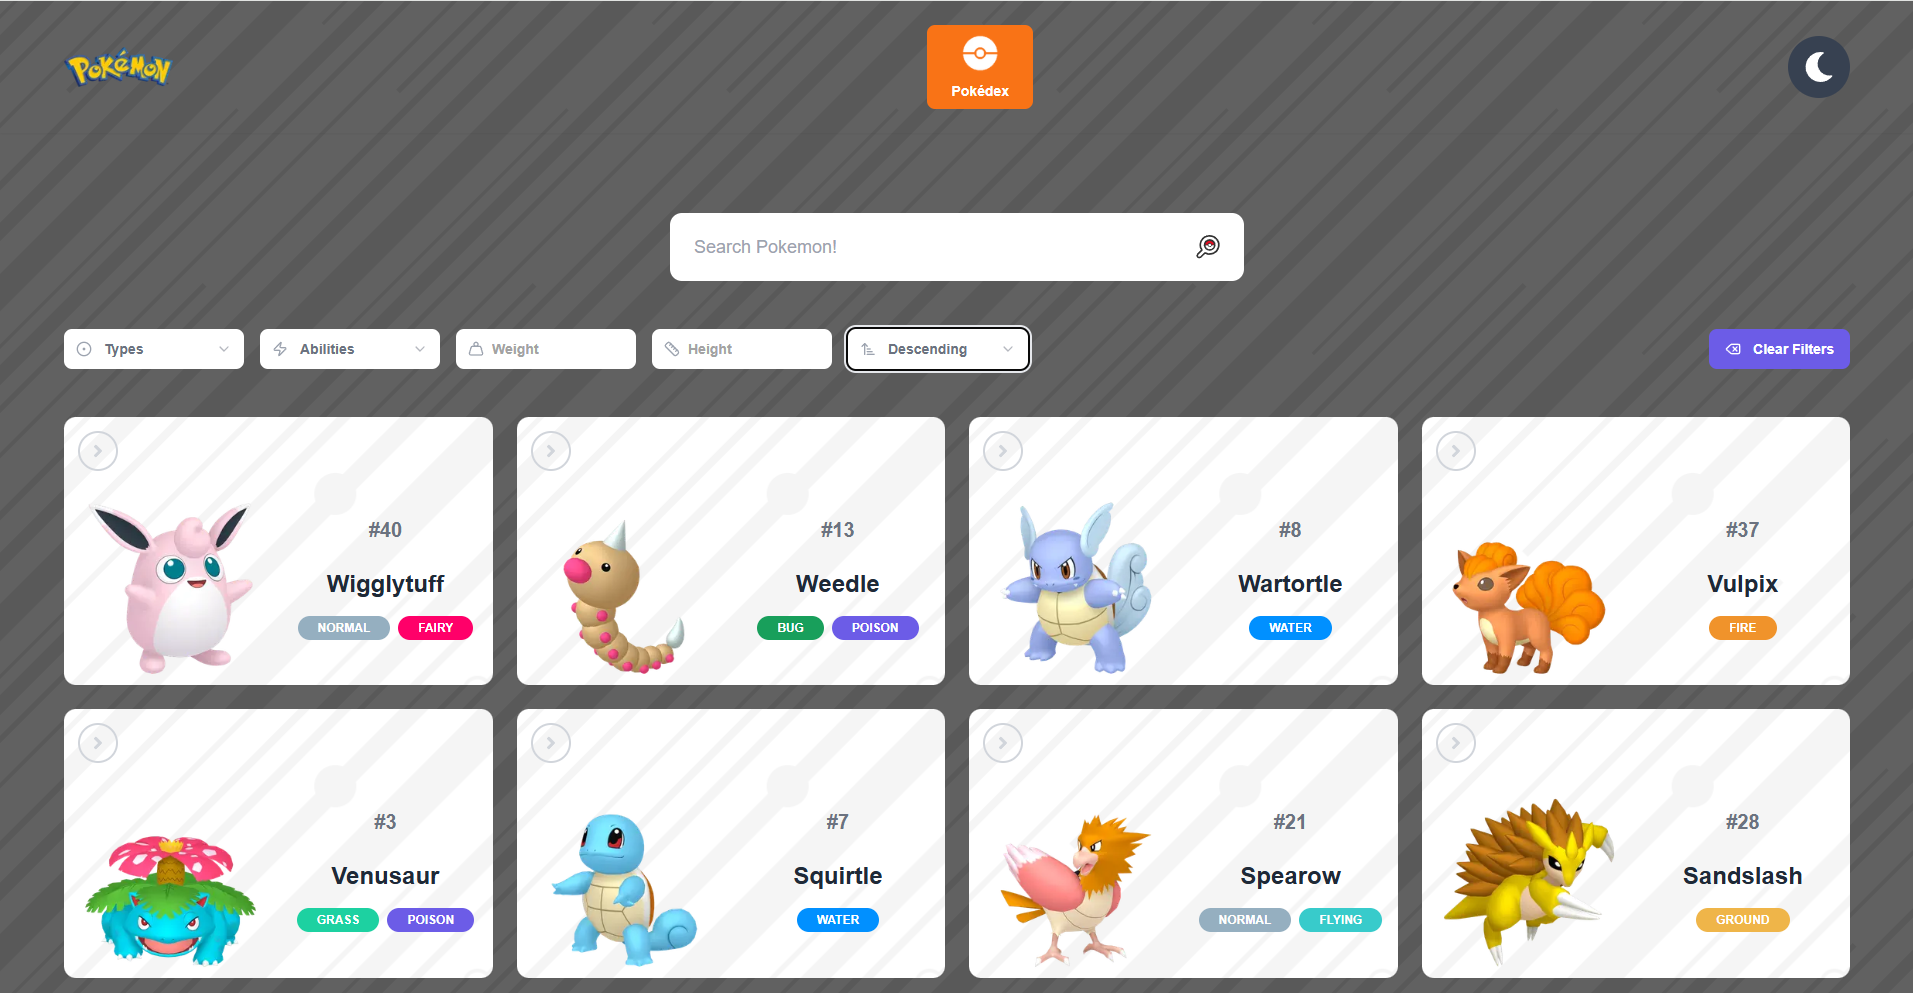 POKéMON
Pokédex
Search Pokemon!
Types
Abilities
Weight
Height
Descending
Clear Filters
#40
Wigglytuff
NORMAL FAIRY
#13
Weedle
BUG POISON
#8
Wartortle
WATER
#37
Vulpix
FIRE
#3
Venusaur
GRASS POISON
#7
Squirtle
WATER
#21
Spearow
NORMAL FLYING
#28
Sandslash
GROUND